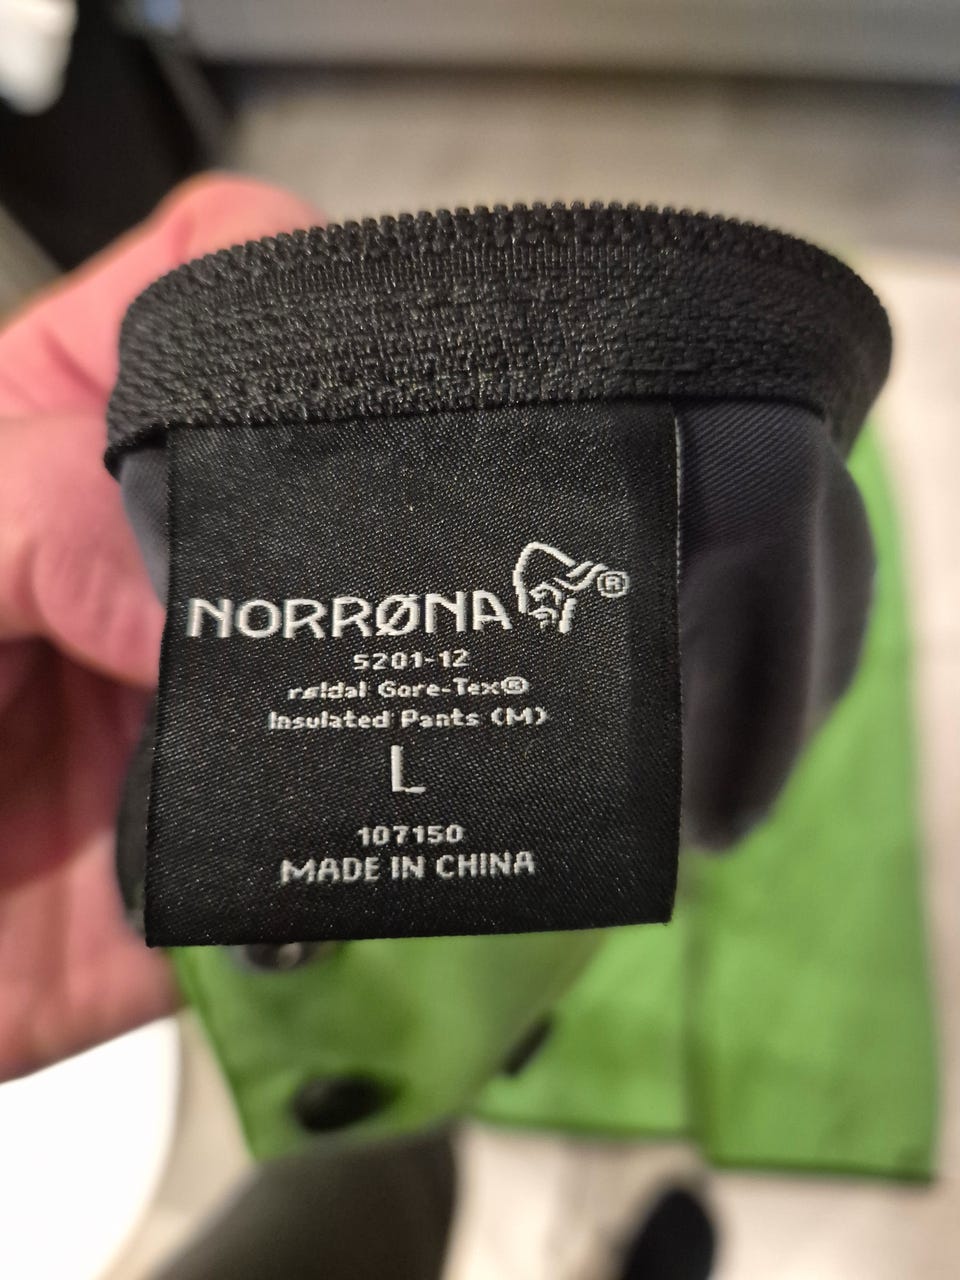 NORRØNA®
5201-12
røldal Gore-Tex®
Insulated Pants (M)
L
107150
MADE IN CHINA